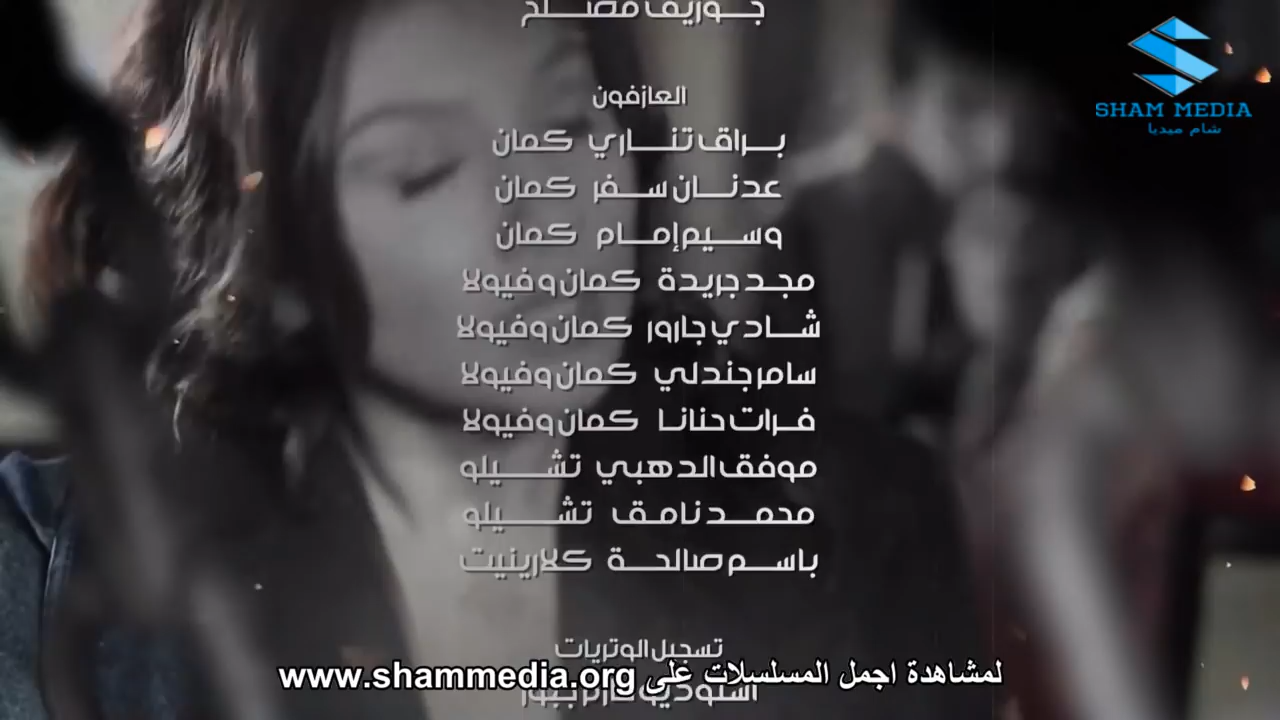 جوزيف مصلح
SHAM MEDIA
شام ميديا
العازفون
براق تناري كمان
عدنان سفر كمان
وسيم إمام كمان
مجد جريدة كمان وفيولا
شادي جارور كمان وفيولا
سامر جندلي كمان وفيولا
فرات حنانا كمان وفيولا
موفق الدهبي تشيلو
محمد نامق تشيلو
باسم صالحة كلارينيت
تسجيل الوتريات
لمشاهدة اجمل المسلسلات على www.shammedia.org